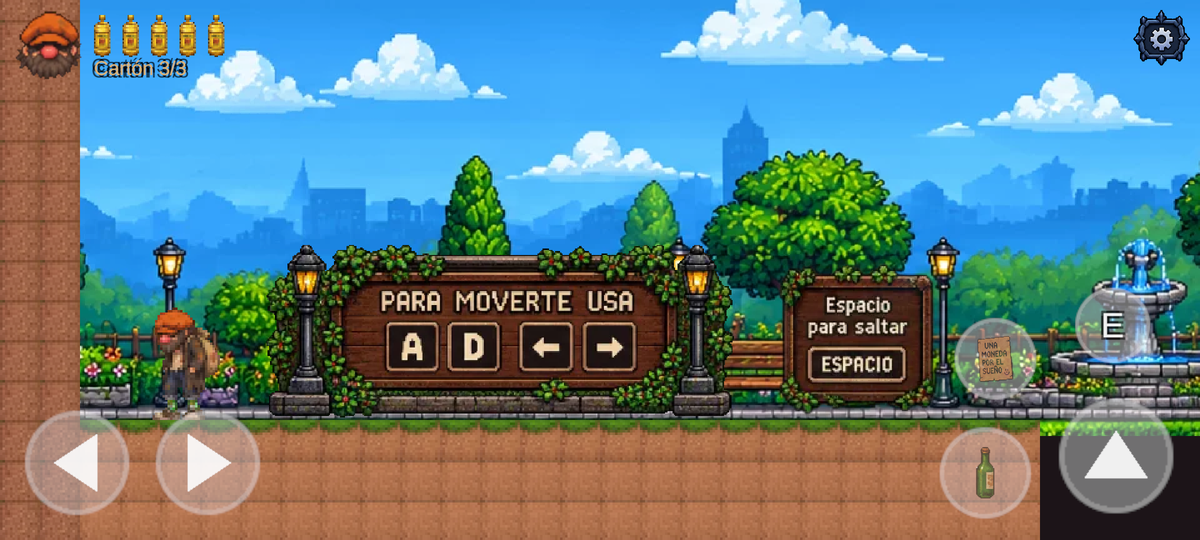 Cartón 3/3
PARA MOVERTE USA
A D ← →
Espacio
para saltar
ESPACIO
UNA
MONEDA
POR EL
SUEÑO
E